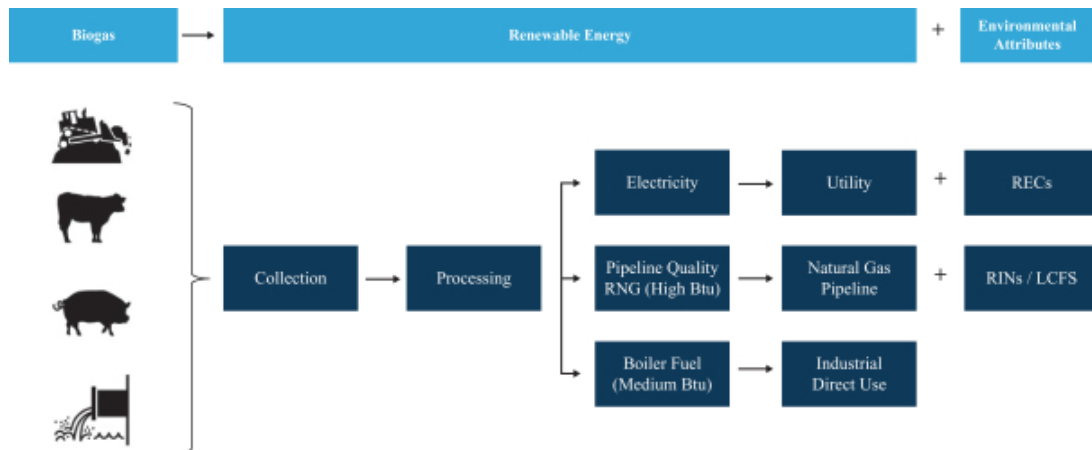 Biogas
Renewable Energy
+
Environmental
Attributes
Electricity
Utility
+
RECs
Collection
Processing
Pipeline Quality
RNG (High Btu)
Natural Gas
Pipeline
+
RINs / LCFS
Boiler Fuel
(Medium Btu)
Industrial
Direct Use